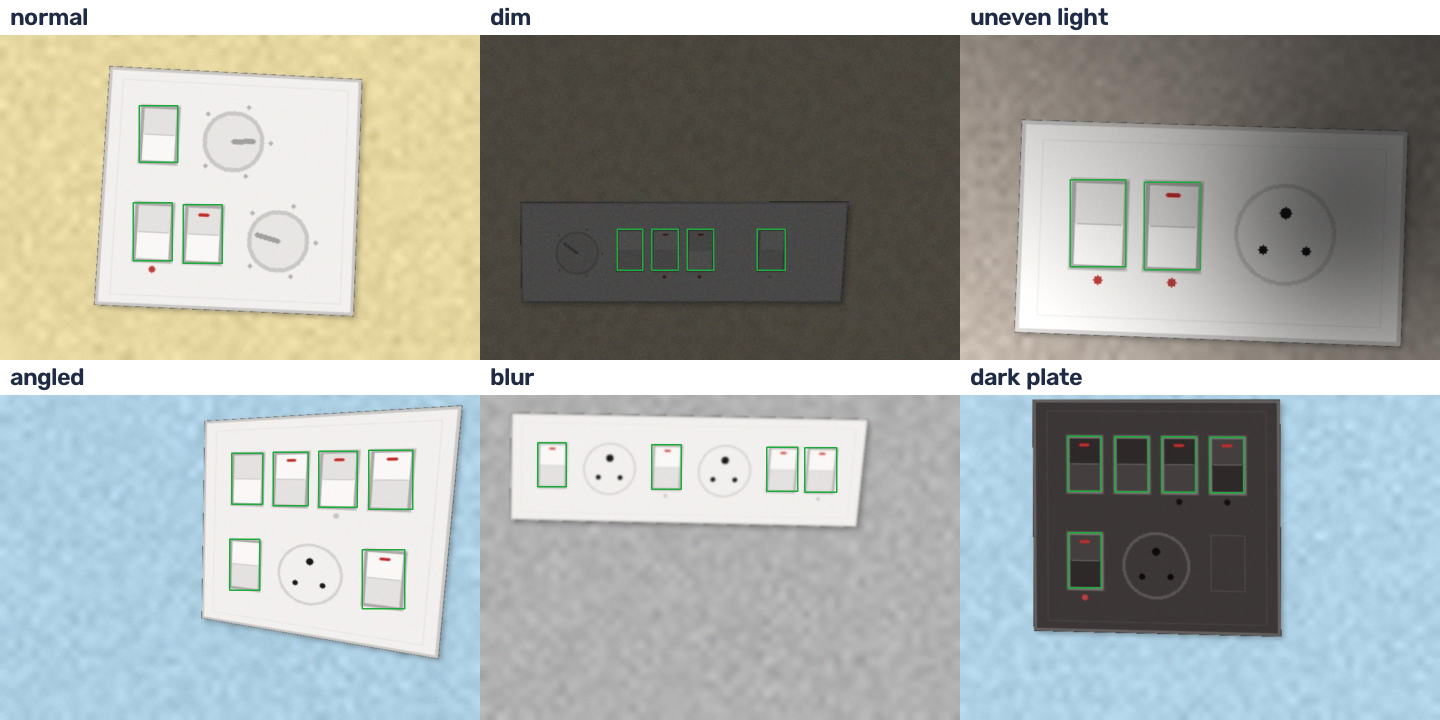 normal
dim
uneven light
angled
blur
dark plate